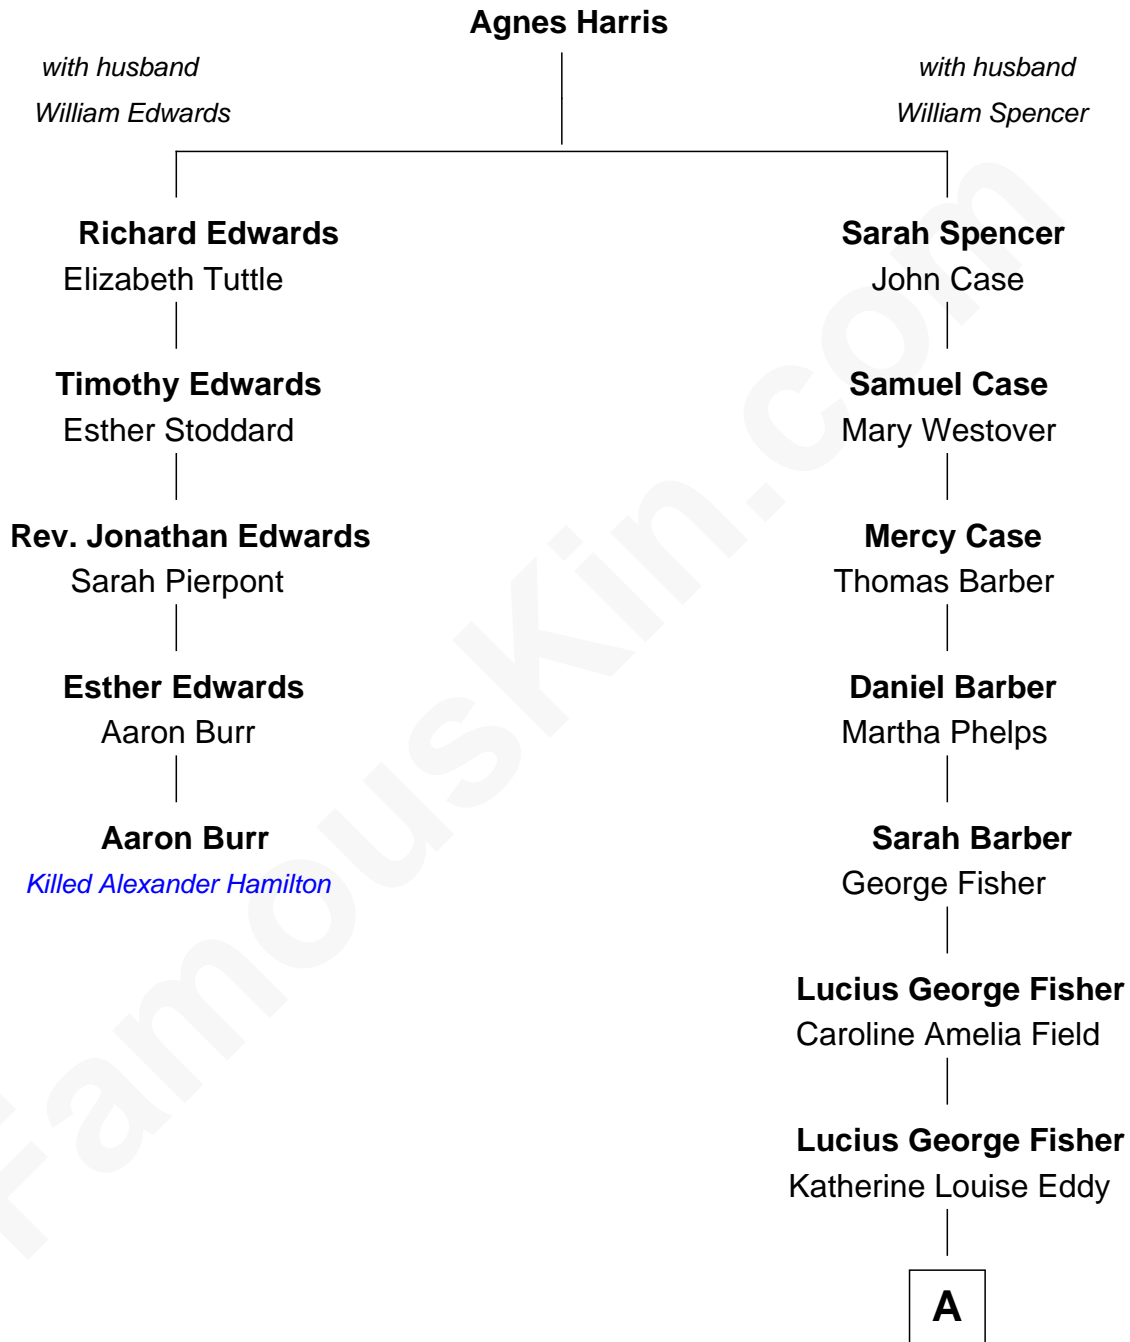 Agnes Harris
with husband
William Edwards
with husband
William Spencer
Richard Edwards
Elizabeth Tuttle
Timothy Edwards
Esther Stoddard
Rev. Jonathan Edwards
Sarah Pierpont
Esther Edwards
Aaron Burr
Aaron Burr
Killed Alexander Hamilton
Sarah Spencer
John Case
Samuel Case
Mary Westover
Mercy Case
Thomas Barber
Daniel Barber
Martha Phelps
Sarah Barber
George Fisher
Lucius George Fisher
Caroline Amelia Field
Lucius George Fisher
Katherine Louise Eddy
A
FamousKin.com